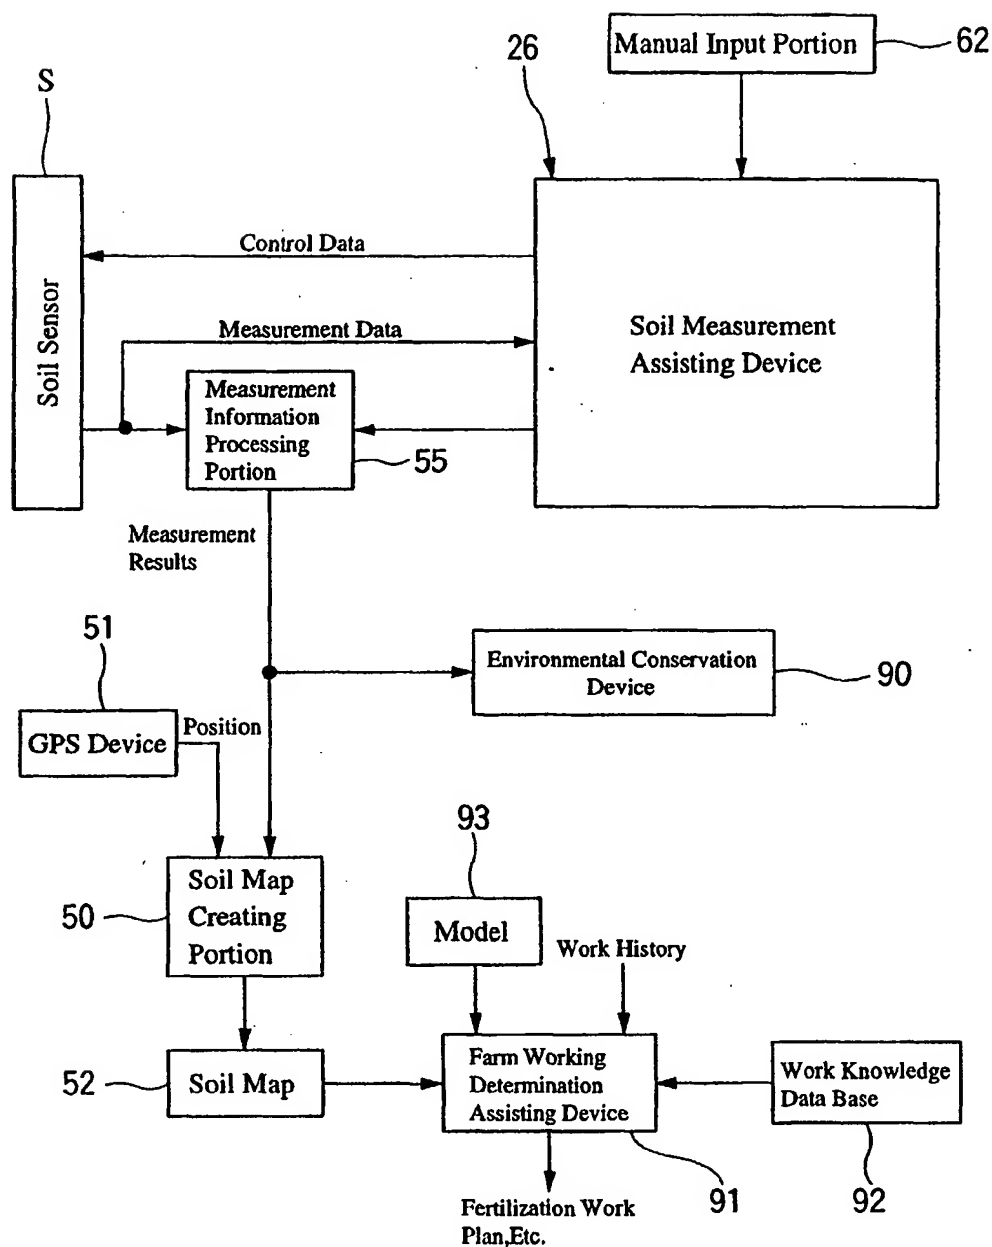 Manual Input Portion
62
26
S
Control Data
Soil Sensor
Measurement Data
Soil Measurement
Assisting Device
Measurement
Information
Processing
Portion
55
Measurement
Results
51
Environmental Conservation
Device
90
GPS Device
Position
93
50
Soil Map
Creating
Portion
Model
Work History
52
Soil Map
Farm Working
Determination
Assisting Device
Work Knowledge
Data Base
91
92
Fertilization Work
Plan,Etc.